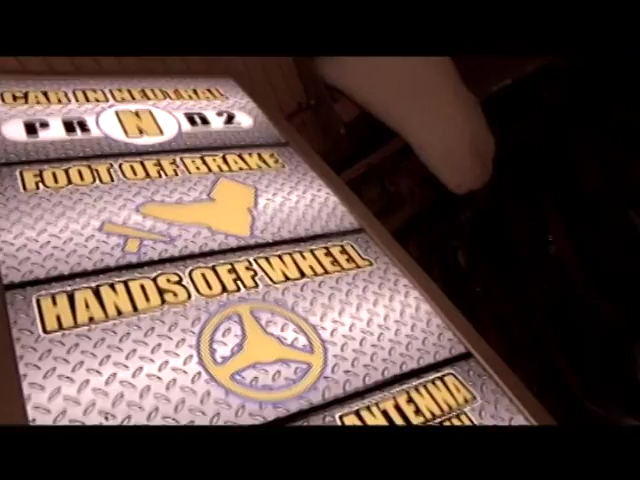 CAR IN NEUTRAL
P R N D 2
FOOT OFF BRAKE
HANDS OFF WHEEL
ANTENNA